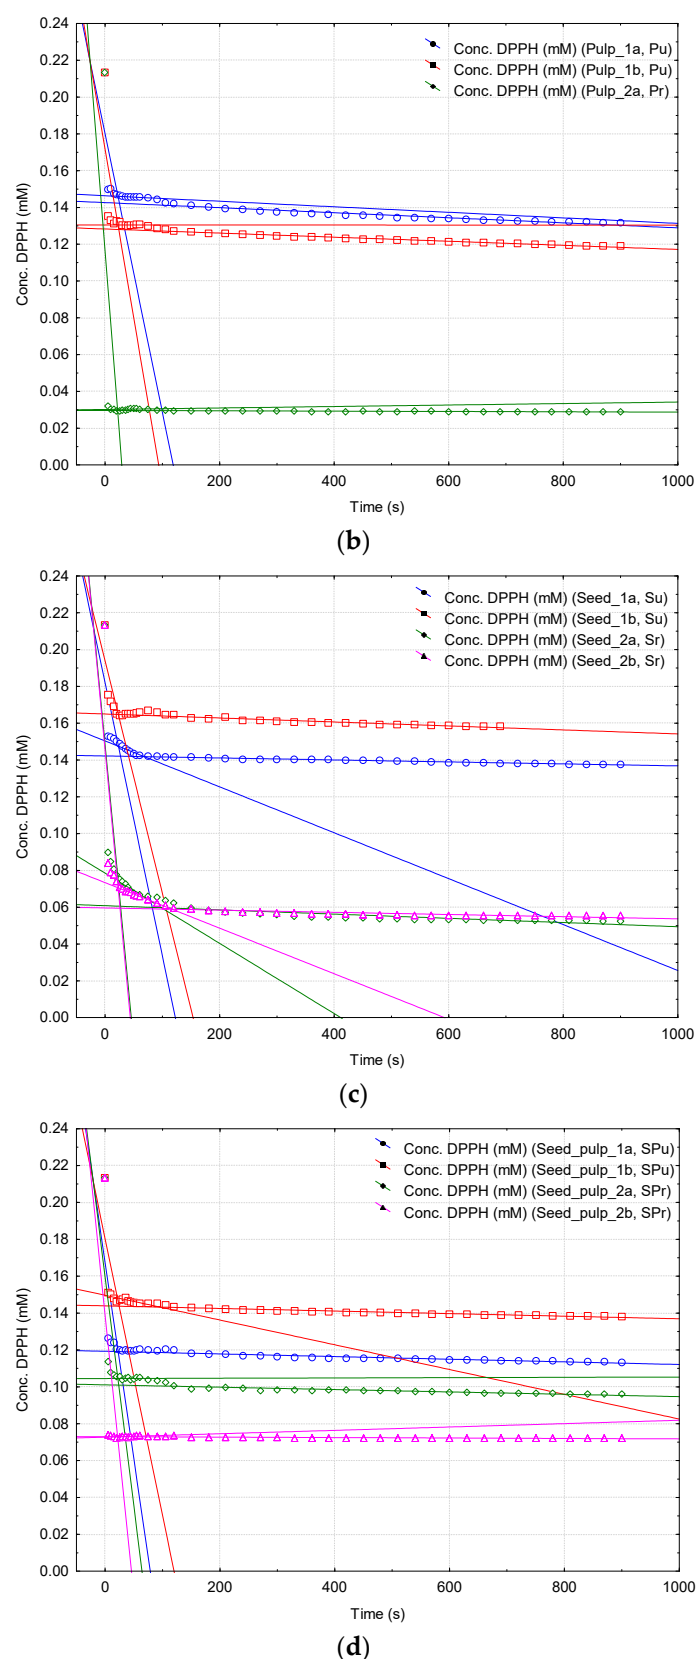 0.24
Conc. DPPH (mM) (Pulp_1a, Pu)
0.22
Conc. DPPH (mM) (Pulp_1b, Pu)
Conc. DPPH (mM) (Pulp_2a, Pr)
0.20
0.18
0.16
0.14
0.12
0.10
0.08
0.06
0.04
0.02
0.00
Conc. DPPH (mM)
0 200 400 600 800 1000
Time (s)
(b)
0.24
Conc. DPPH (mM) (Seed_1a, Su)
0.22
Conc. DPPH (mM) (Seed_1b, Su)
Conc. DPPH (mM) (Seed_2a, Sr)
0.20
Conc. DPPH (mM) (Seed_2b, Sr)
0.18
0.16
0.14
0.12
0.10
0.08
0.06
0.04
0.02
0.00
Conc. DPPH (mM)
0 200 400 600 800 1000
Time (s)
(c)
0.24
Conc. DPPH (mM) (Seed_pulp_1a, SPu)
0.22
Conc. DPPH (mM) (Seed_pulp_1b, SPu)
Conc. DPPH (mM) (Seed_pulp_2a, SPr)
0.20
Conc. DPPH (mM) (Seed_pulp_2b, SPr)
0.18
0.16
0.14
0.12
0.10
0.08
0.06
0.04
0.02
0.00
Conc. DPPH (mM)
0 200 400 600 800 1000
Time (s)
(d)